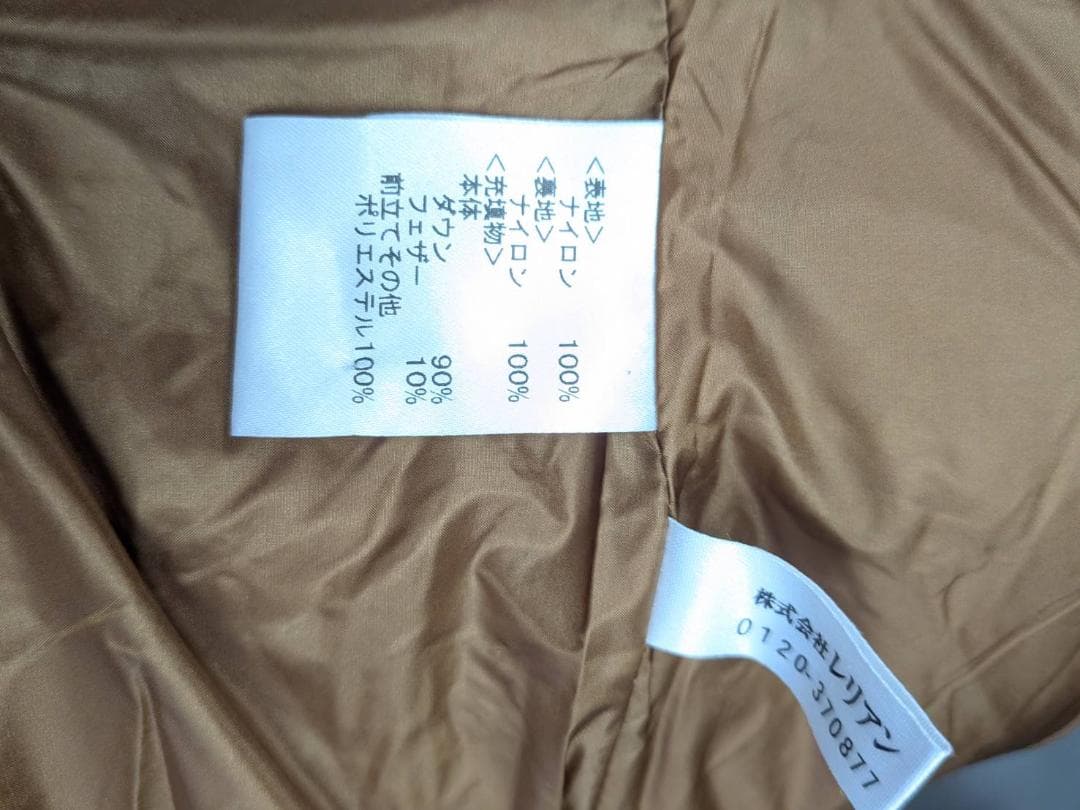 <表地>
ナイロン 100%
<裏地>
ナイロン 100%
<充填物>
本体
ダウン 90%
フェザー 10%
前立てその他
ポリエステル100%
株式会社レリアン
0120-370877